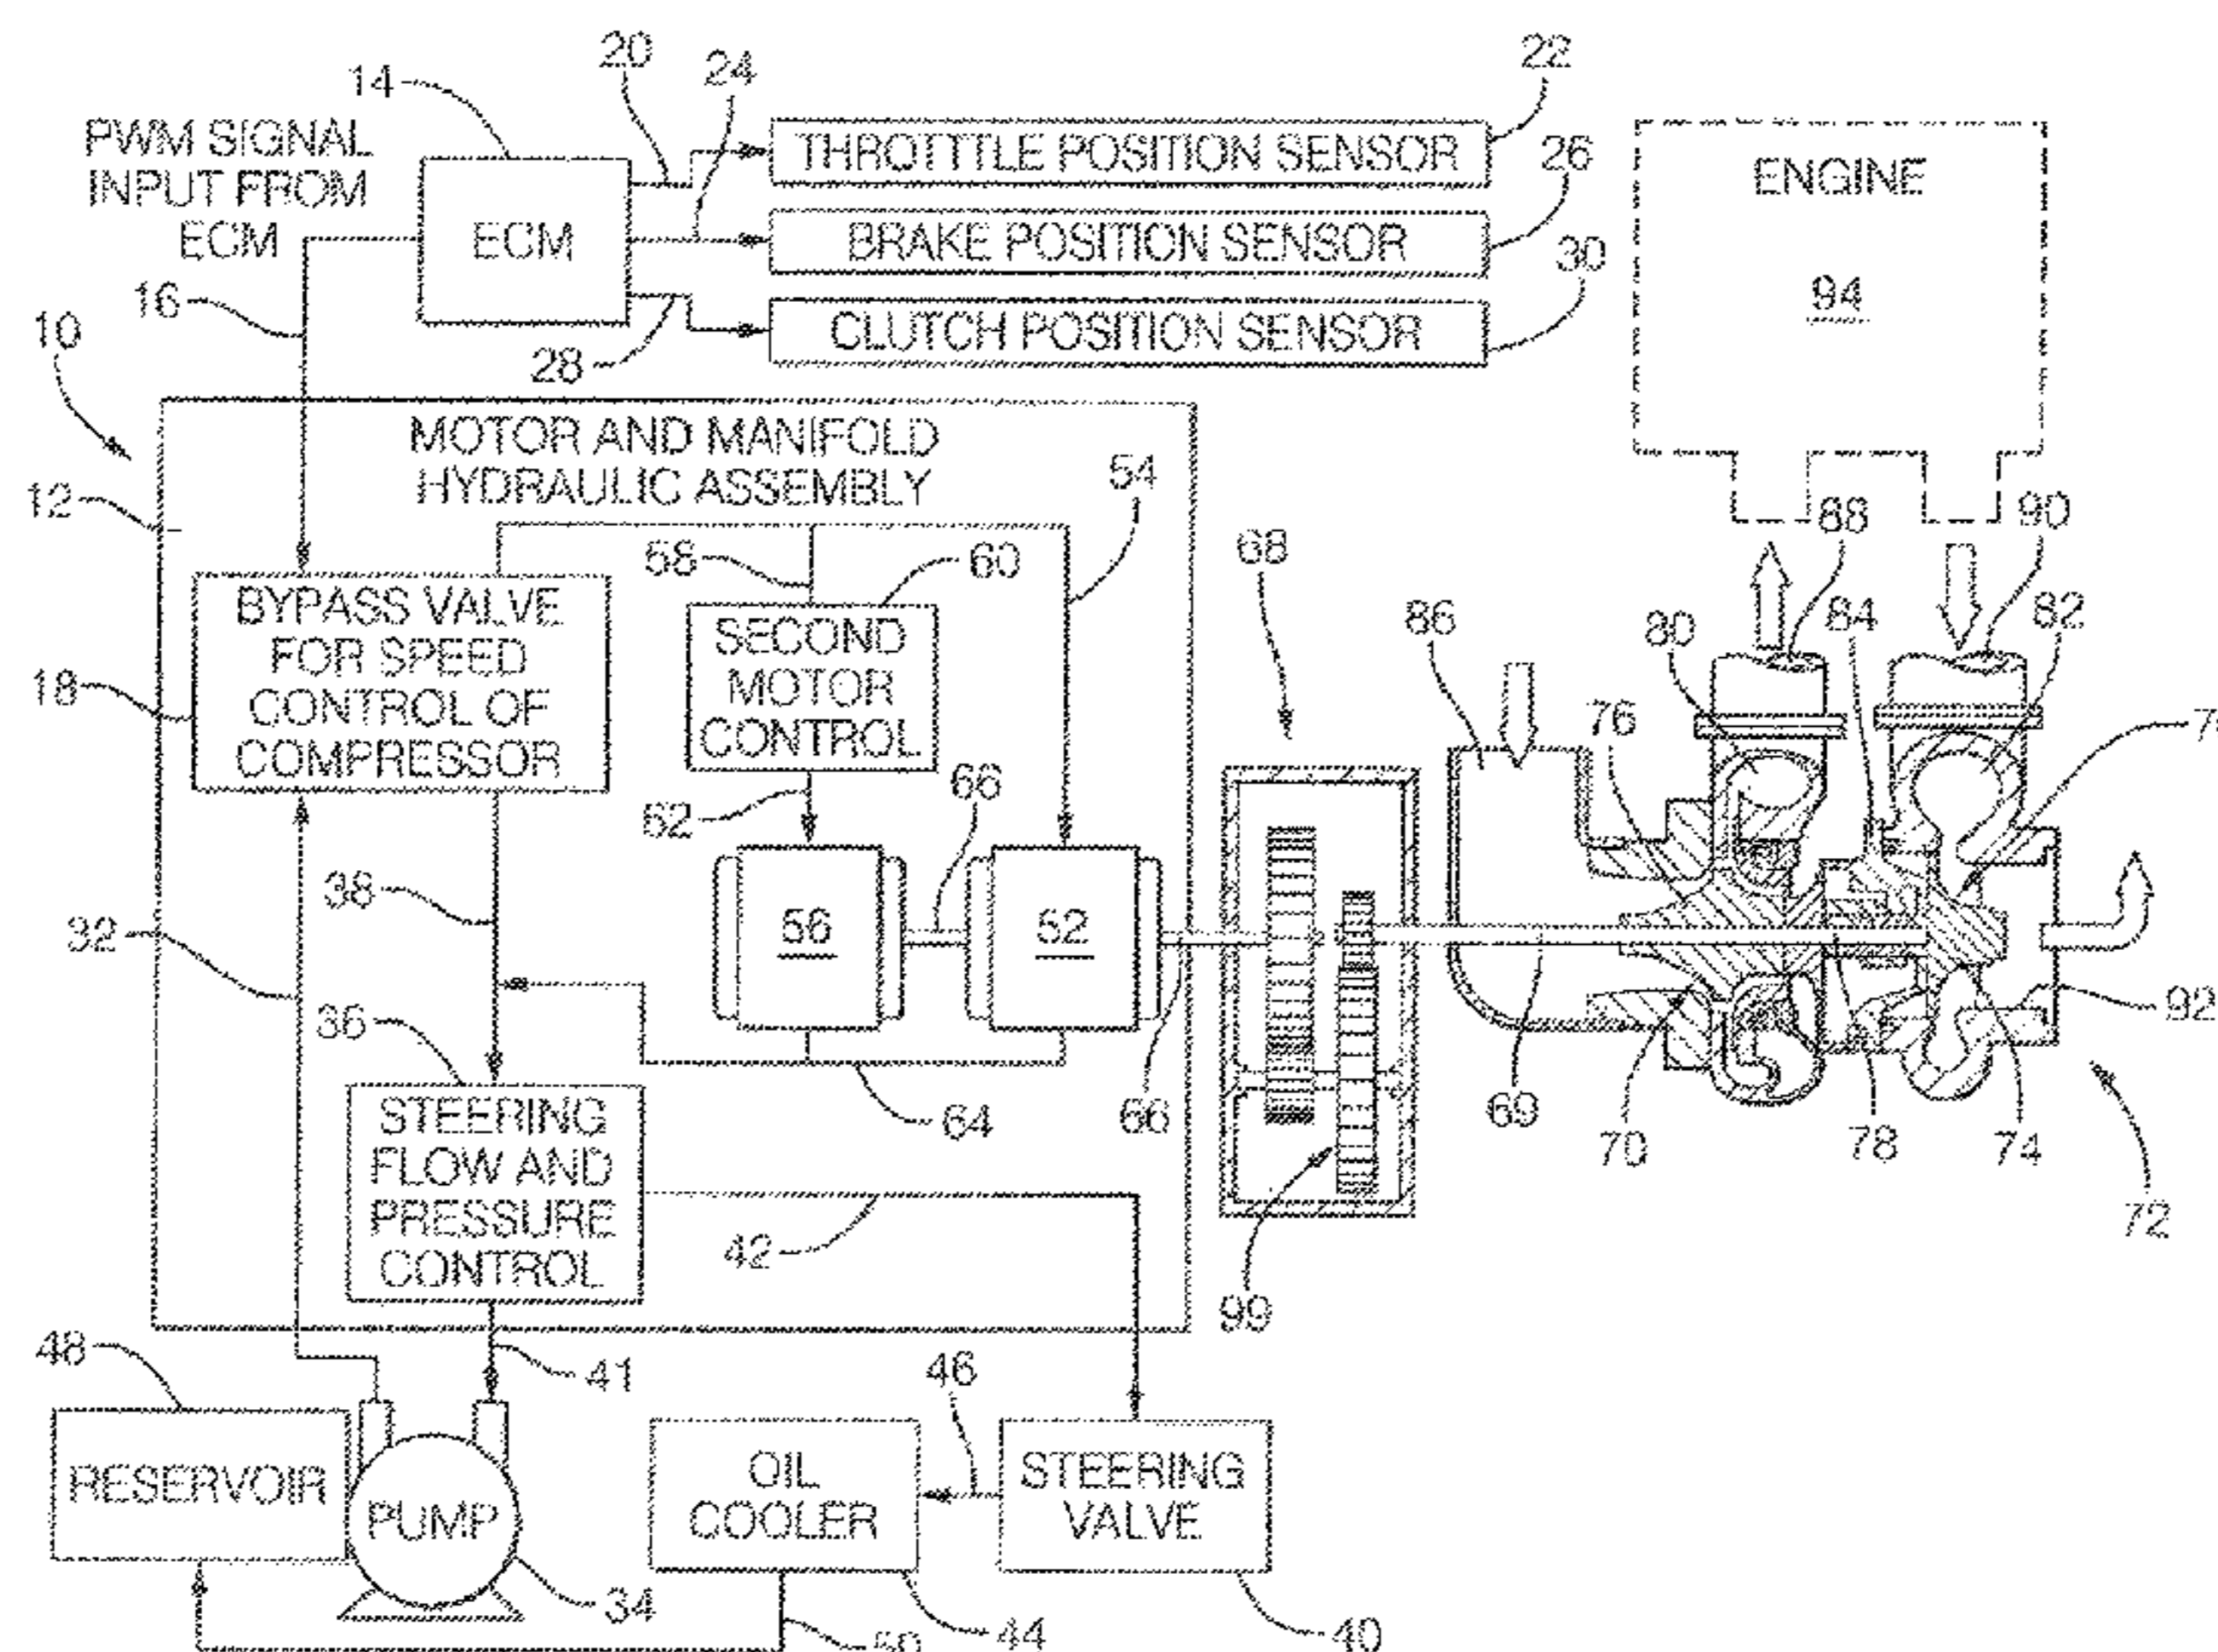 20
22
14
24
PWM SIGNAL
INPUT FROM
ECM
ECM
THROTTTLE POSITION SENSOR
26
BRAKE POSITION SENSOR
30
CLUTCH POSITION SENSOR
28
ENGINE
94
16
10
12
MOTOR AND MANIFOLD
HYDRAULIC ASSEMBLY
54
58
60
68
88
90
BYPASS VALVE
FOR SPEED
CONTROL OF
COMPRESSOR
SECOND
MOTOR
CONTROL
18
86
80
84
82
76
62
66
38
32
56
52
36
64
66
69
70
78
74
92
72
STEERING
FLOW AND
PRESSURE
CONTROL
42
99
48
41
46
RESERVOIR
PUMP
OIL
COOLER
STEERING
VALVE
34
50
44
40